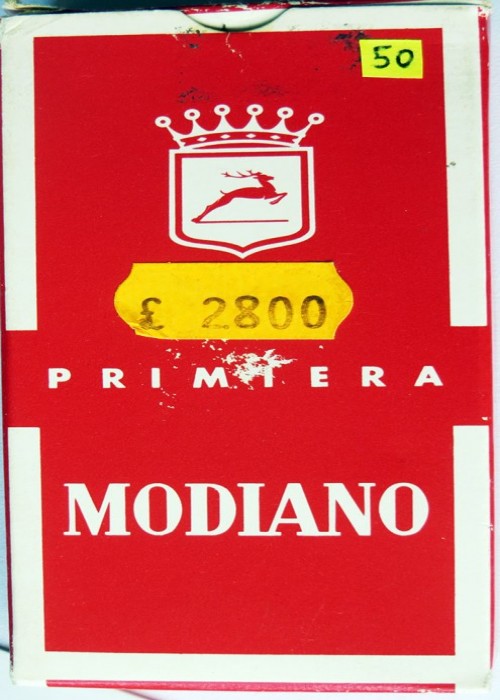 50
£ 2800
PRIMIERA
MODIANO